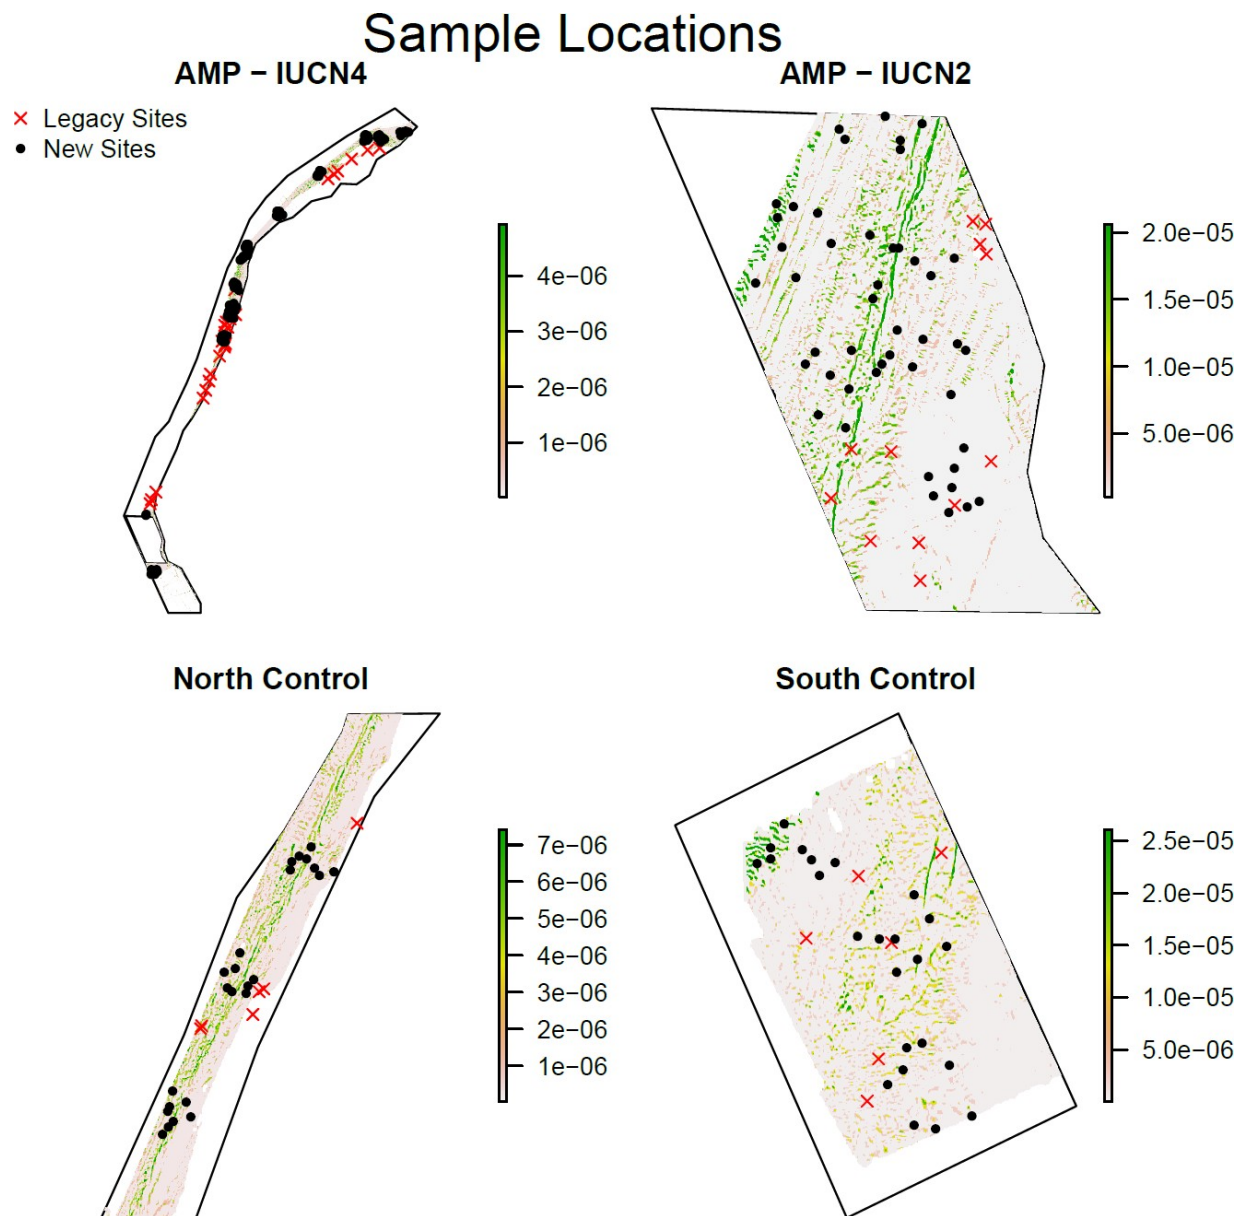 Sample Locations
AMP − IUCN4
AMP − IUCN2
Legacy Sites
New Sites
4e−06
3e−06
2e−06
1e−06
2.0e−05
1.5e−05
1.0e−05
5.0e−06
North Control
South Control
7e−06
6e−06
5e−06
4e−06
3e−06
2e−06
1e−06
2.5e−05
2.0e−05
1.5e−05
1.0e−05
5.0e−06